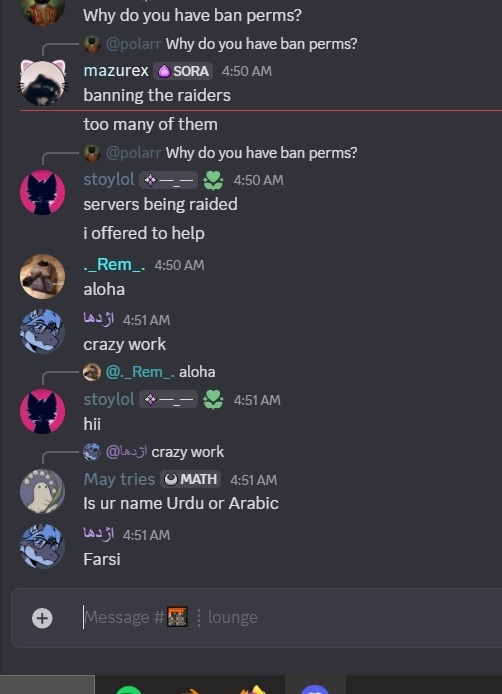 Why do you have ban perms?
@polarr Why do you have ban perms?
mazurex SORA 4:50 AM
banning the raiders
too many of them
@polarr Why do you have ban perms?
stoylol —_— 4:50 AM
servers being raided
i offered to help
._Rem_. 4:50 AM
aloha
اژدها 4:51 AM
crazy work
@._Rem_. aloha
stoylol —_— 4:51 AM
hii
@اژدها crazy work
May tries MATH 4:51 AM
Is ur name Urdu or Arabic
اژدها 4:51 AM
Farsi
Message # ┊ lounge